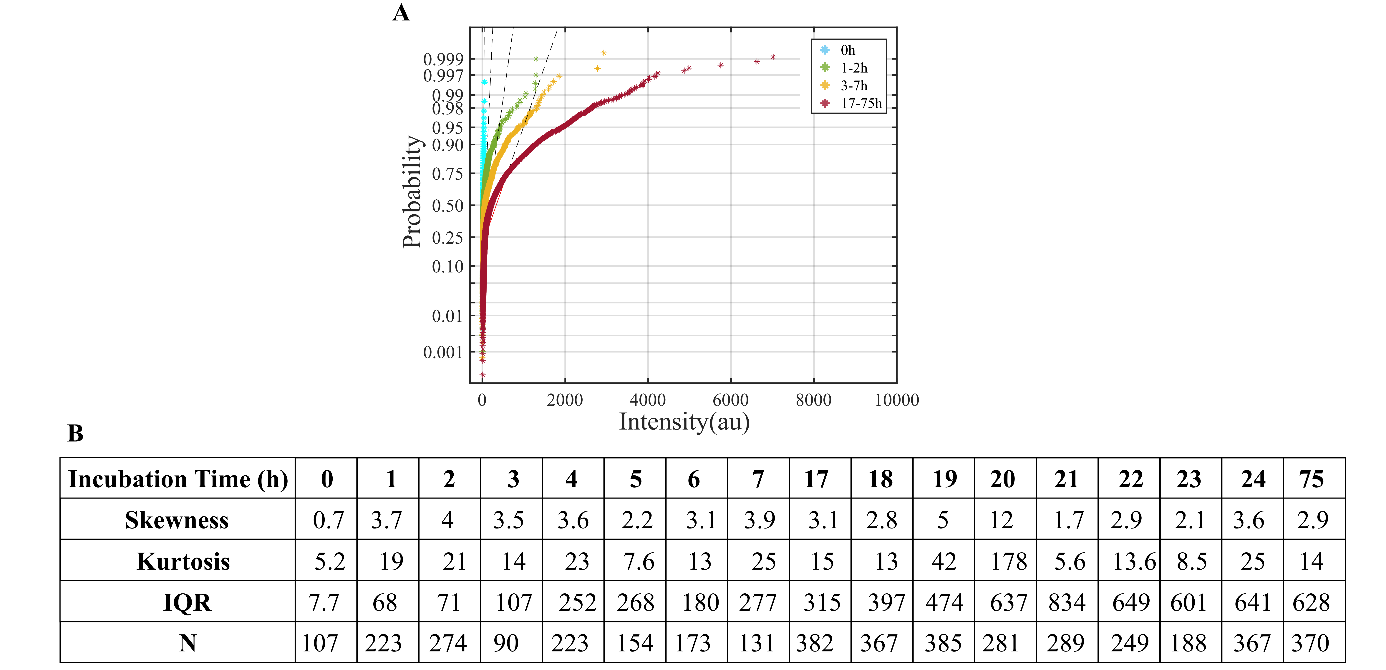 A
0.999
0.997
0.99
0.98
0.95
0.90
0.75
0.50
0.25
0.10
0.01
0.001
Probability
0h
1-2h
3-7h
17-75h
0 2000 4000 6000 8000 10000
Intensity(au)
B
Incubation Time (h) 0 1 2 3 4 5 6 7 17 18 19 20 21 22 23 24 75
Skewness 0.7 3.7 4 3.5 3.6 2.2 3.1 3.9 3.1 2.8 5 12 1.7 2.9 2.1 3.6 2.9
Kurtosis 5.2 19 21 14 23 7.6 13 25 15 13 42 178 5.6 13.6 8.5 25 14
IQR 7.7 68 71 107 252 268 180 277 315 397 474 637 834 649 601 641 628
N 107 223 274 90 223 154 173 131 382 367 385 281 289 249 188 367 370